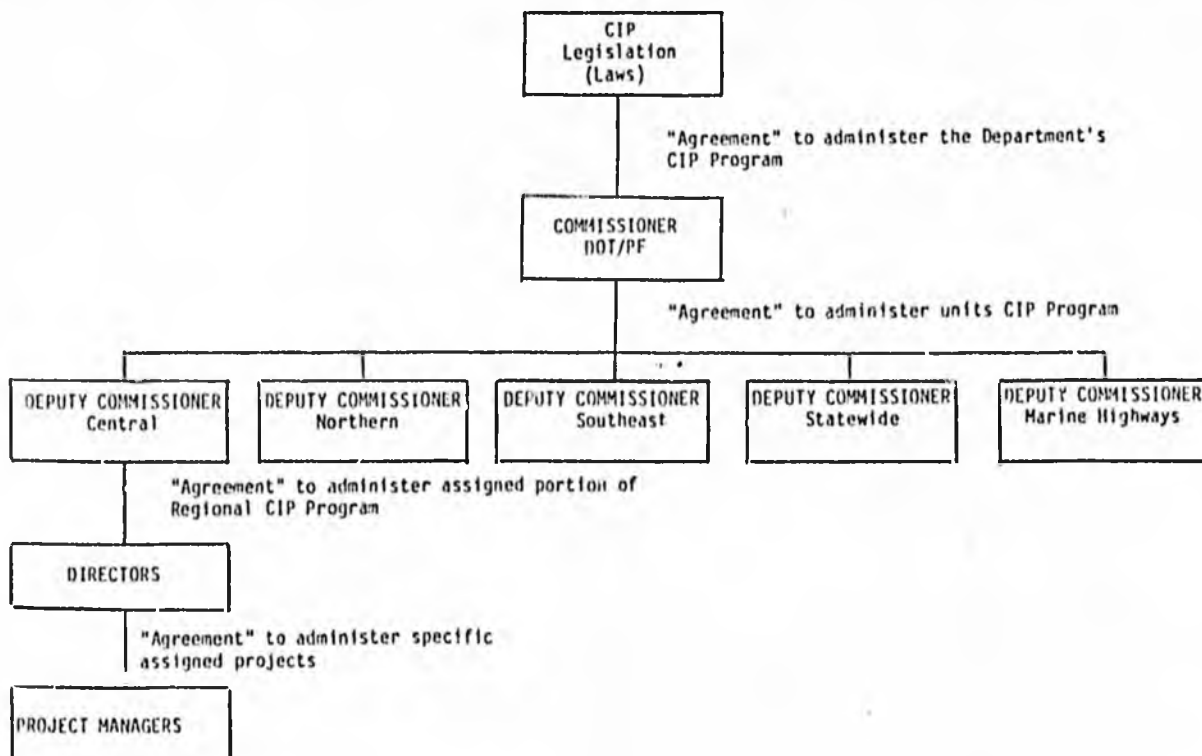 CIP
Legislation
(Laws)
"Agreement" to administer the Department's
CIP Program
COMMISSIONER
DOT/PF
"Agreement" to administer units CIP Program
DEPUTY COMMISSIONER
Central
DEPUTY COMMISSIONER
Northern
DEPUTY COMMISSIONER
Southeast
DEPUTY COMMISSIONER
Statewide
DEPUTY COMMISSIONER
Marine Highways
"Agreement" to administer assigned portion of
Regional CIP Program
DIRECTORS
"Agreement" to administer specific
assigned projects
PROJECT MANAGERS